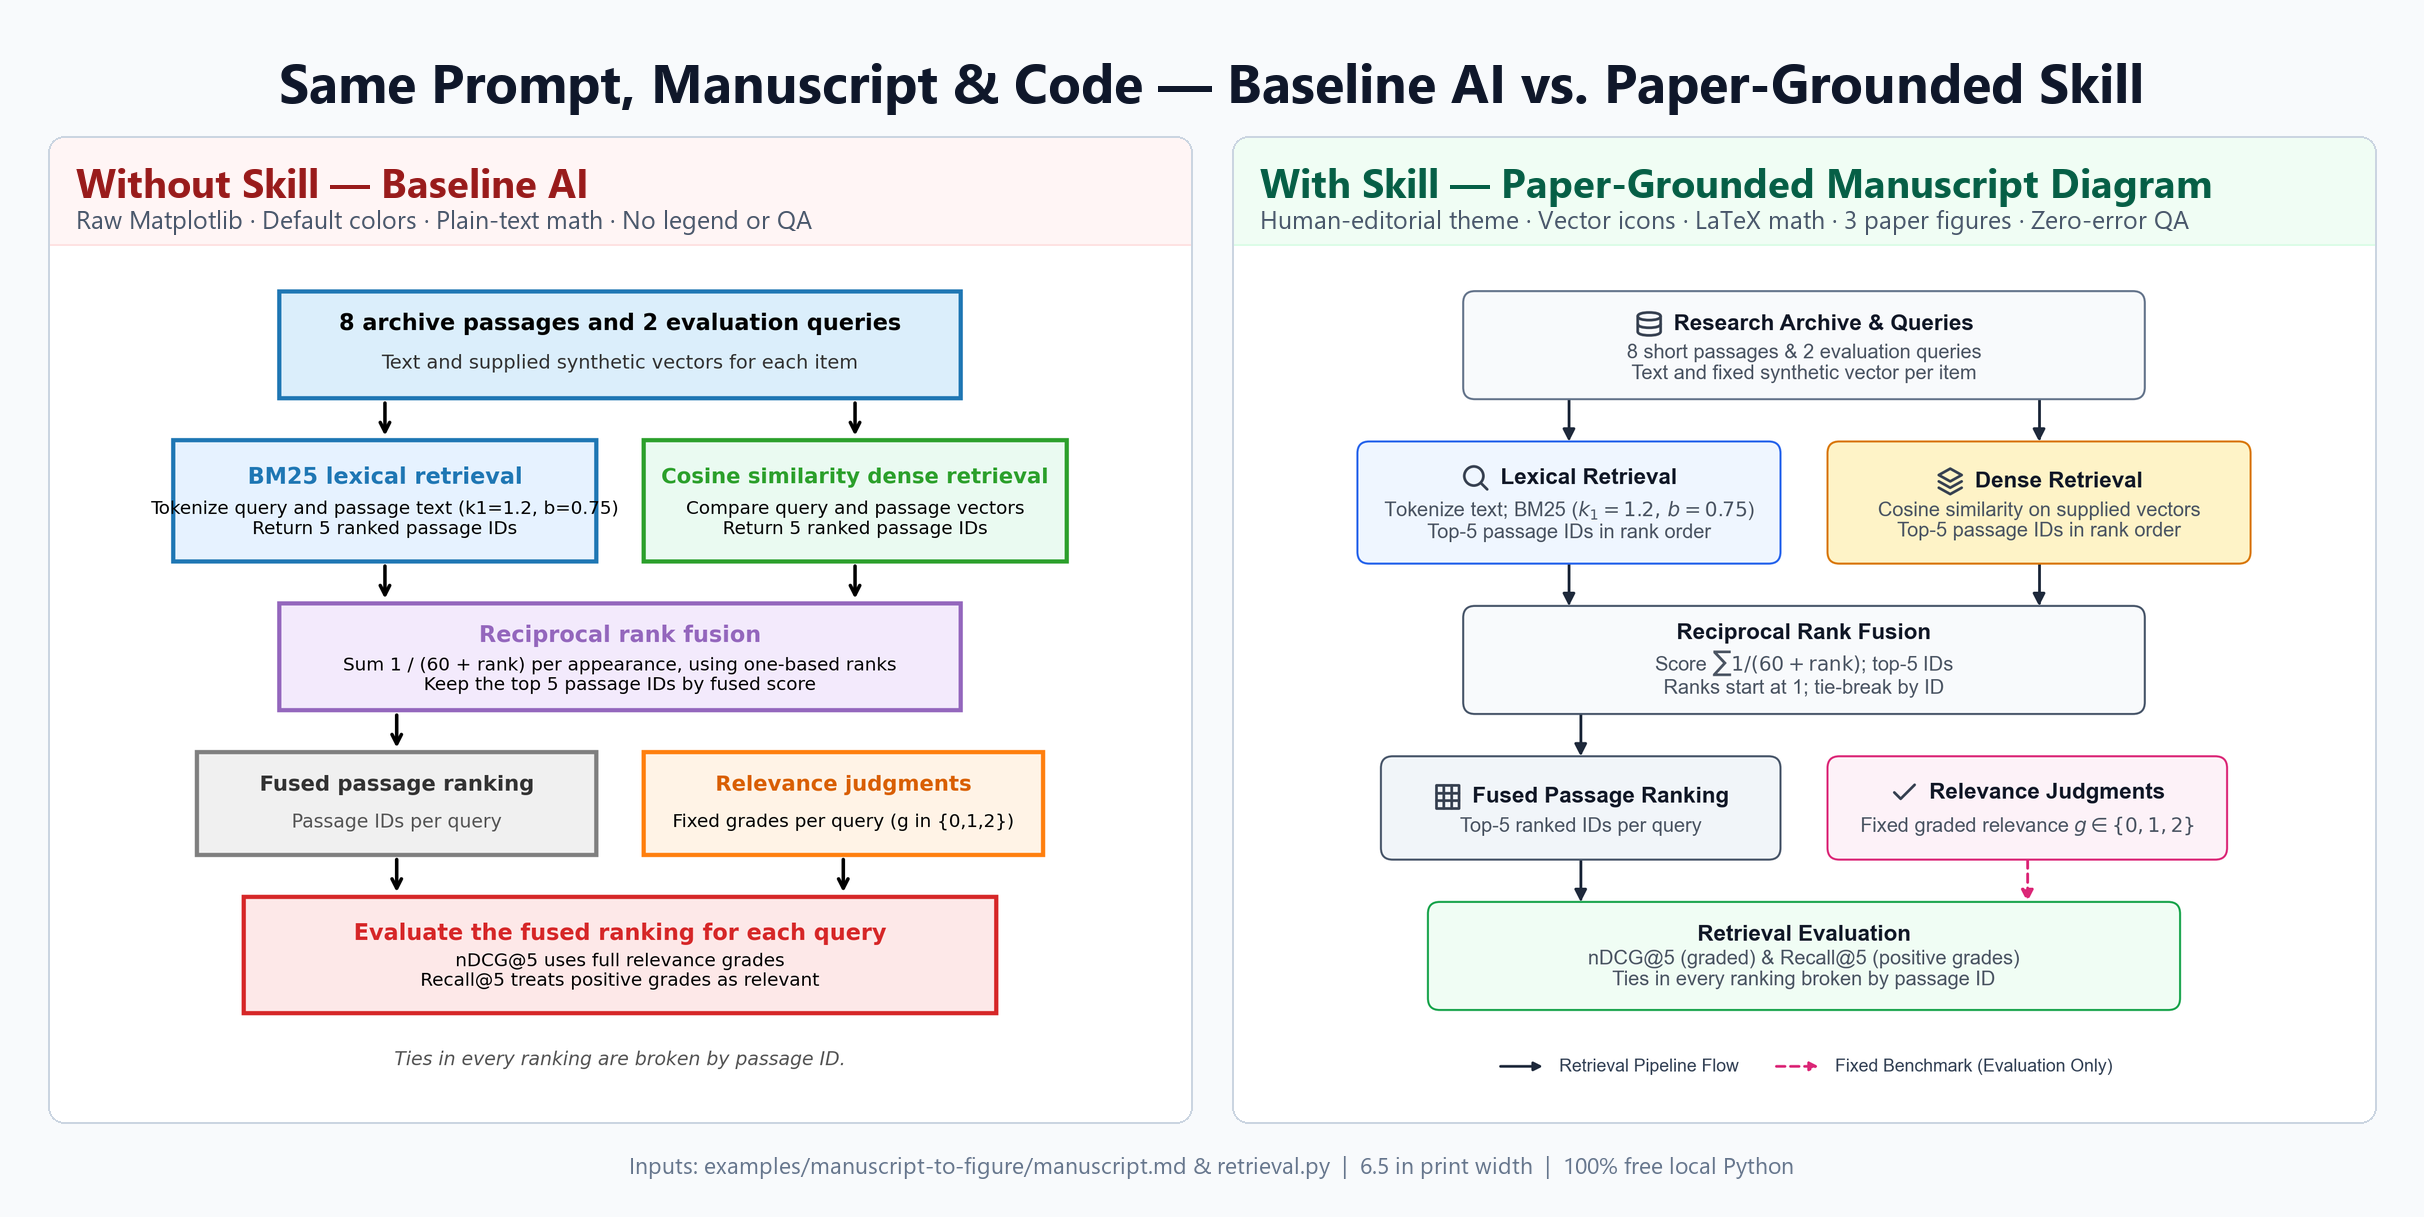 Same Prompt, Manuscript & Code — Baseline AI vs. Paper-Grounded Skill
Without Skill — Baseline AI
Raw Matplotlib · Default colors · Plain-text math · No legend or QA
8 archive passages and 2 evaluation queries
Text and supplied synthetic vectors for each item
BM25 lexical retrieval
Tokenize query and passage text (k1=1.2, b=0.75)
Return 5 ranked passage IDs
Cosine similarity dense retrieval
Compare query and passage vectors
Return 5 ranked passage IDs
Reciprocal rank fusion
Sum 1 / (60 + rank) per appearance, using one-based ranks
Keep the top 5 passage IDs by fused score
Fused passage ranking
Passage IDs per query
Relevance judgments
Fixed grades per query (g in {0,1,2})
Evaluate the fused ranking for each query
nDCG@5 uses full relevance grades
Recall@5 treats positive grades as relevant
Ties in every ranking are broken by passage ID.
With Skill — Paper-Grounded Manuscript Diagram
Human-editorial theme · Vector icons · LaTeX math · 3 paper figures · Zero-error QA
Research Archive & Queries
8 short passages & 2 evaluation queries
Text and fixed synthetic vector per item
Lexical Retrieval
Tokenize text; BM25 (k₁ = 1.2, b = 0.75)
Top-5 passage IDs in rank order
Dense Retrieval
Cosine similarity on supplied vectors
Top-5 passage IDs in rank order
Reciprocal Rank Fusion
Score ∑1/(60 + rank); top-5 IDs
Ranks start at 1; tie-break by ID
Fused Passage Ranking
Top-5 ranked IDs per query
Relevance Judgments
Fixed graded relevance g ∈ {0, 1, 2}
Retrieval Evaluation
nDCG@5 (graded) & Recall@5 (positive grades)
Ties in every ranking broken by passage ID
Retrieval Pipeline Flow
Fixed Benchmark (Evaluation Only)
Inputs: examples/manuscript-to-figure/manuscript.md & retrieval.py | 6.5 in print width | 100% free local Python